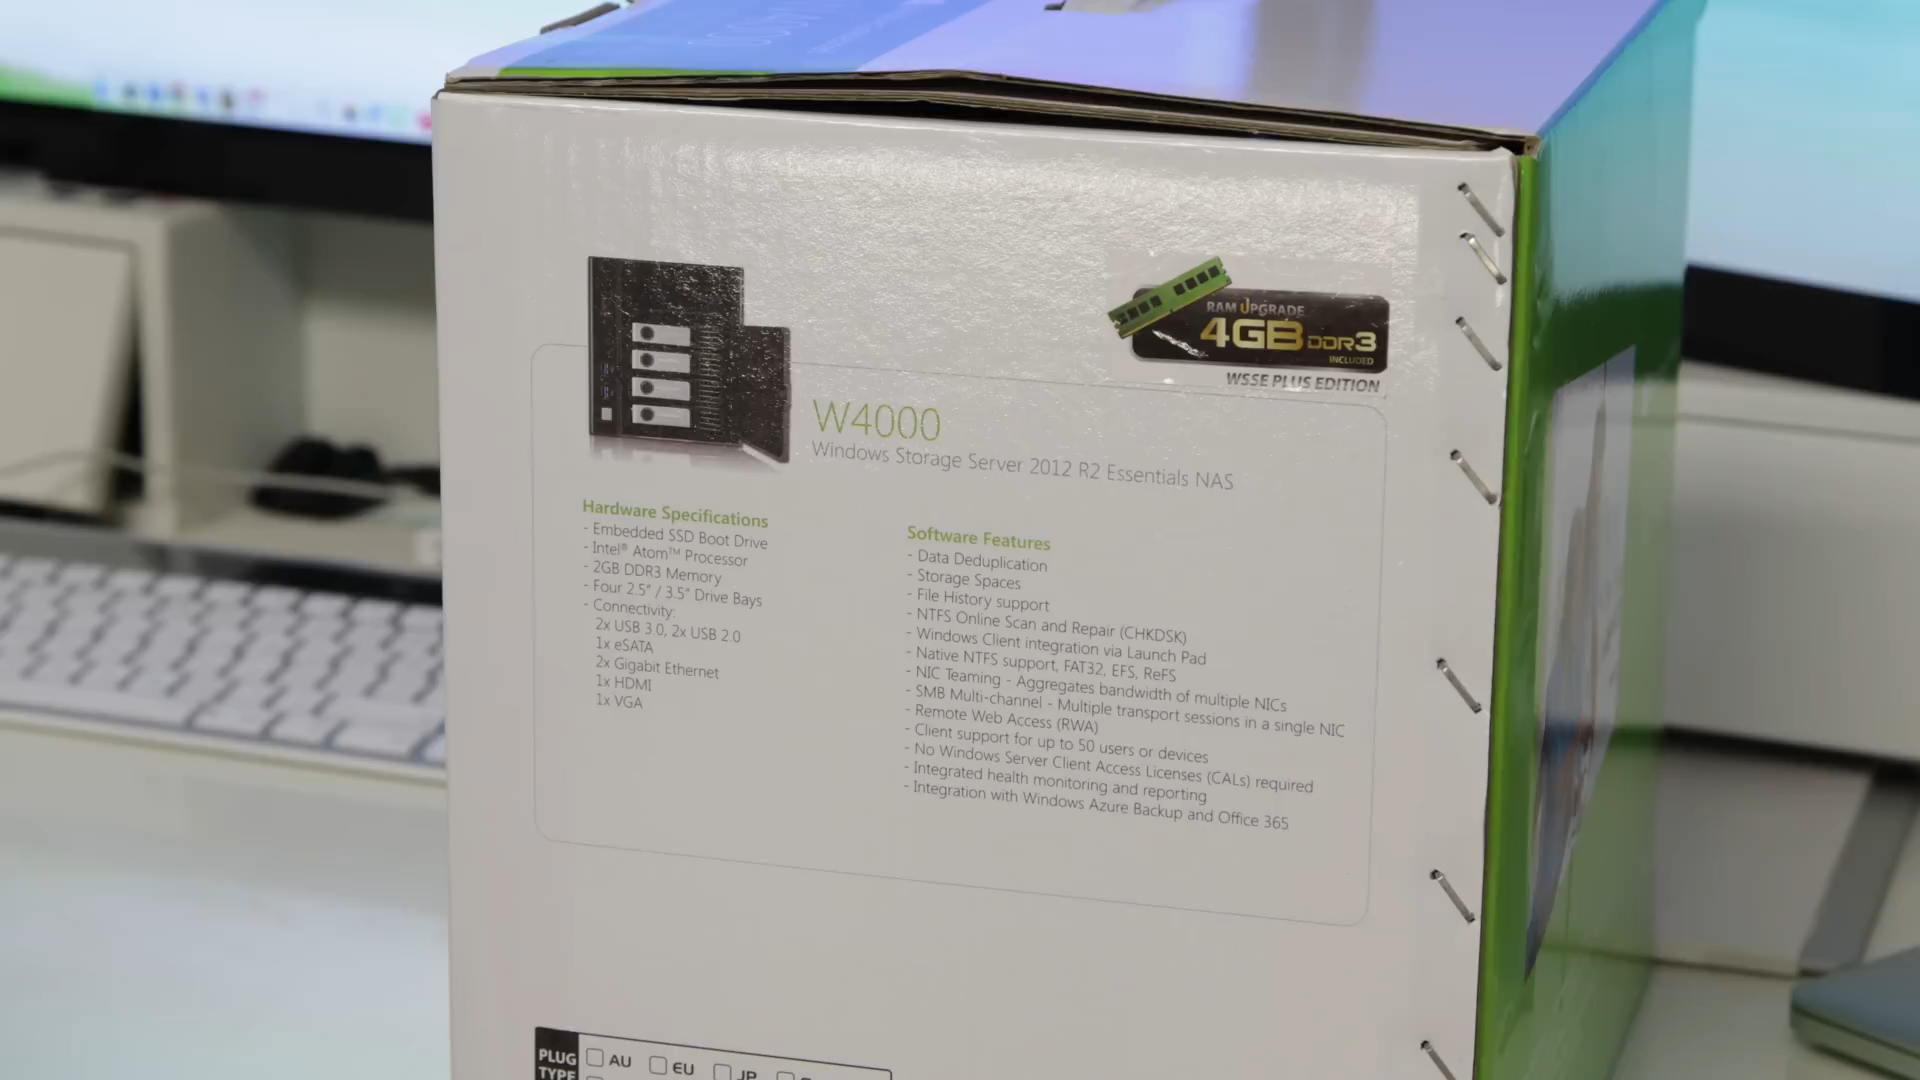 RAM UPGRADE
4GB DDR3
INCLUDED
WSSE PLUS EDITION
W4000
Windows Storage Server 2012 R2 Essentials NAS
Hardware Specifications
- Embedded SSD Boot Drive
- Intel® Atom™ Processor
- 2GB DDR3 Memory
- Four 2.5" / 3.5" Drive Bays
- Connectivity:
2x USB 3.0, 2x USB 2.0
1x eSATA
2x Gigabit Ethernet
1x HDMI
1x VGA
Software Features
- Data Deduplication
- Storage Spaces
- File History support
- NTFS Online Scan and Repair (CHKDSK)
- Windows Client integration via Launch Pad
- Native NTFS support, FAT32, EFS, ReFS
- NIC Teaming - Aggregates bandwidth of multiple NICs
- SMB Multi-channel - Multiple transport sessions in a single NIC
- Remote Web Access (RWA)
- Client support for up to 50 users or devices
- No Windows Server Client Access Licenses (CALs) required
- Integrated health monitoring and reporting
- Integration with Windows Azure Backup and Office 365
PLUG
TYPE
AU
EU
JP